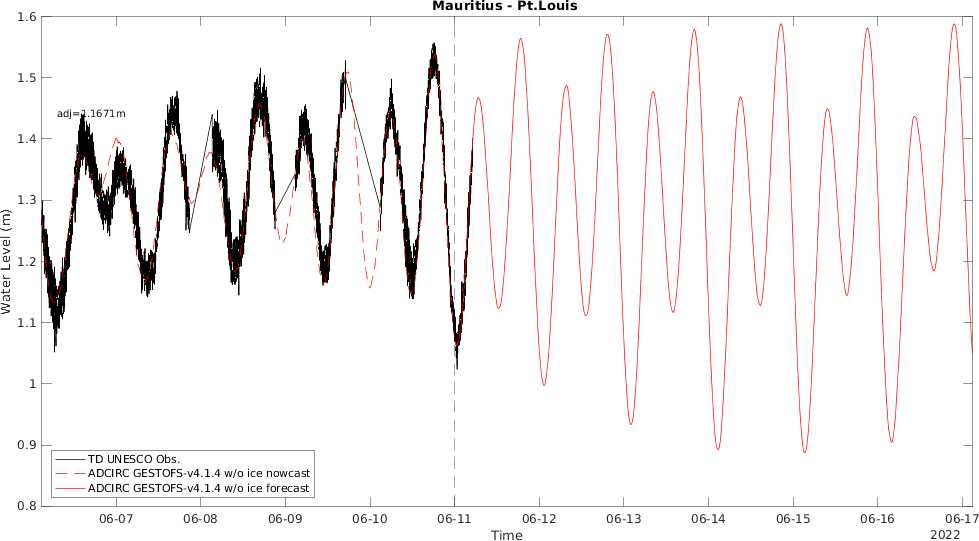 Mauritius - Pt.Louis
1.6
1.5
1.4
1.3
1.2
1.1
1
0.9
0.8
Water Level (m)
adj=1.1671m
TD UNESCO Obs.
ADCIRC GESTOFS-v4.1.4 w/o ice nowcast
ADCIRC GESTOFS-v4.1.4 w/o ice forecast
06-07 06-08 06-09 06-10 06-11 06-12 06-13 06-14 06-15 06-16 06-17
Time
2022